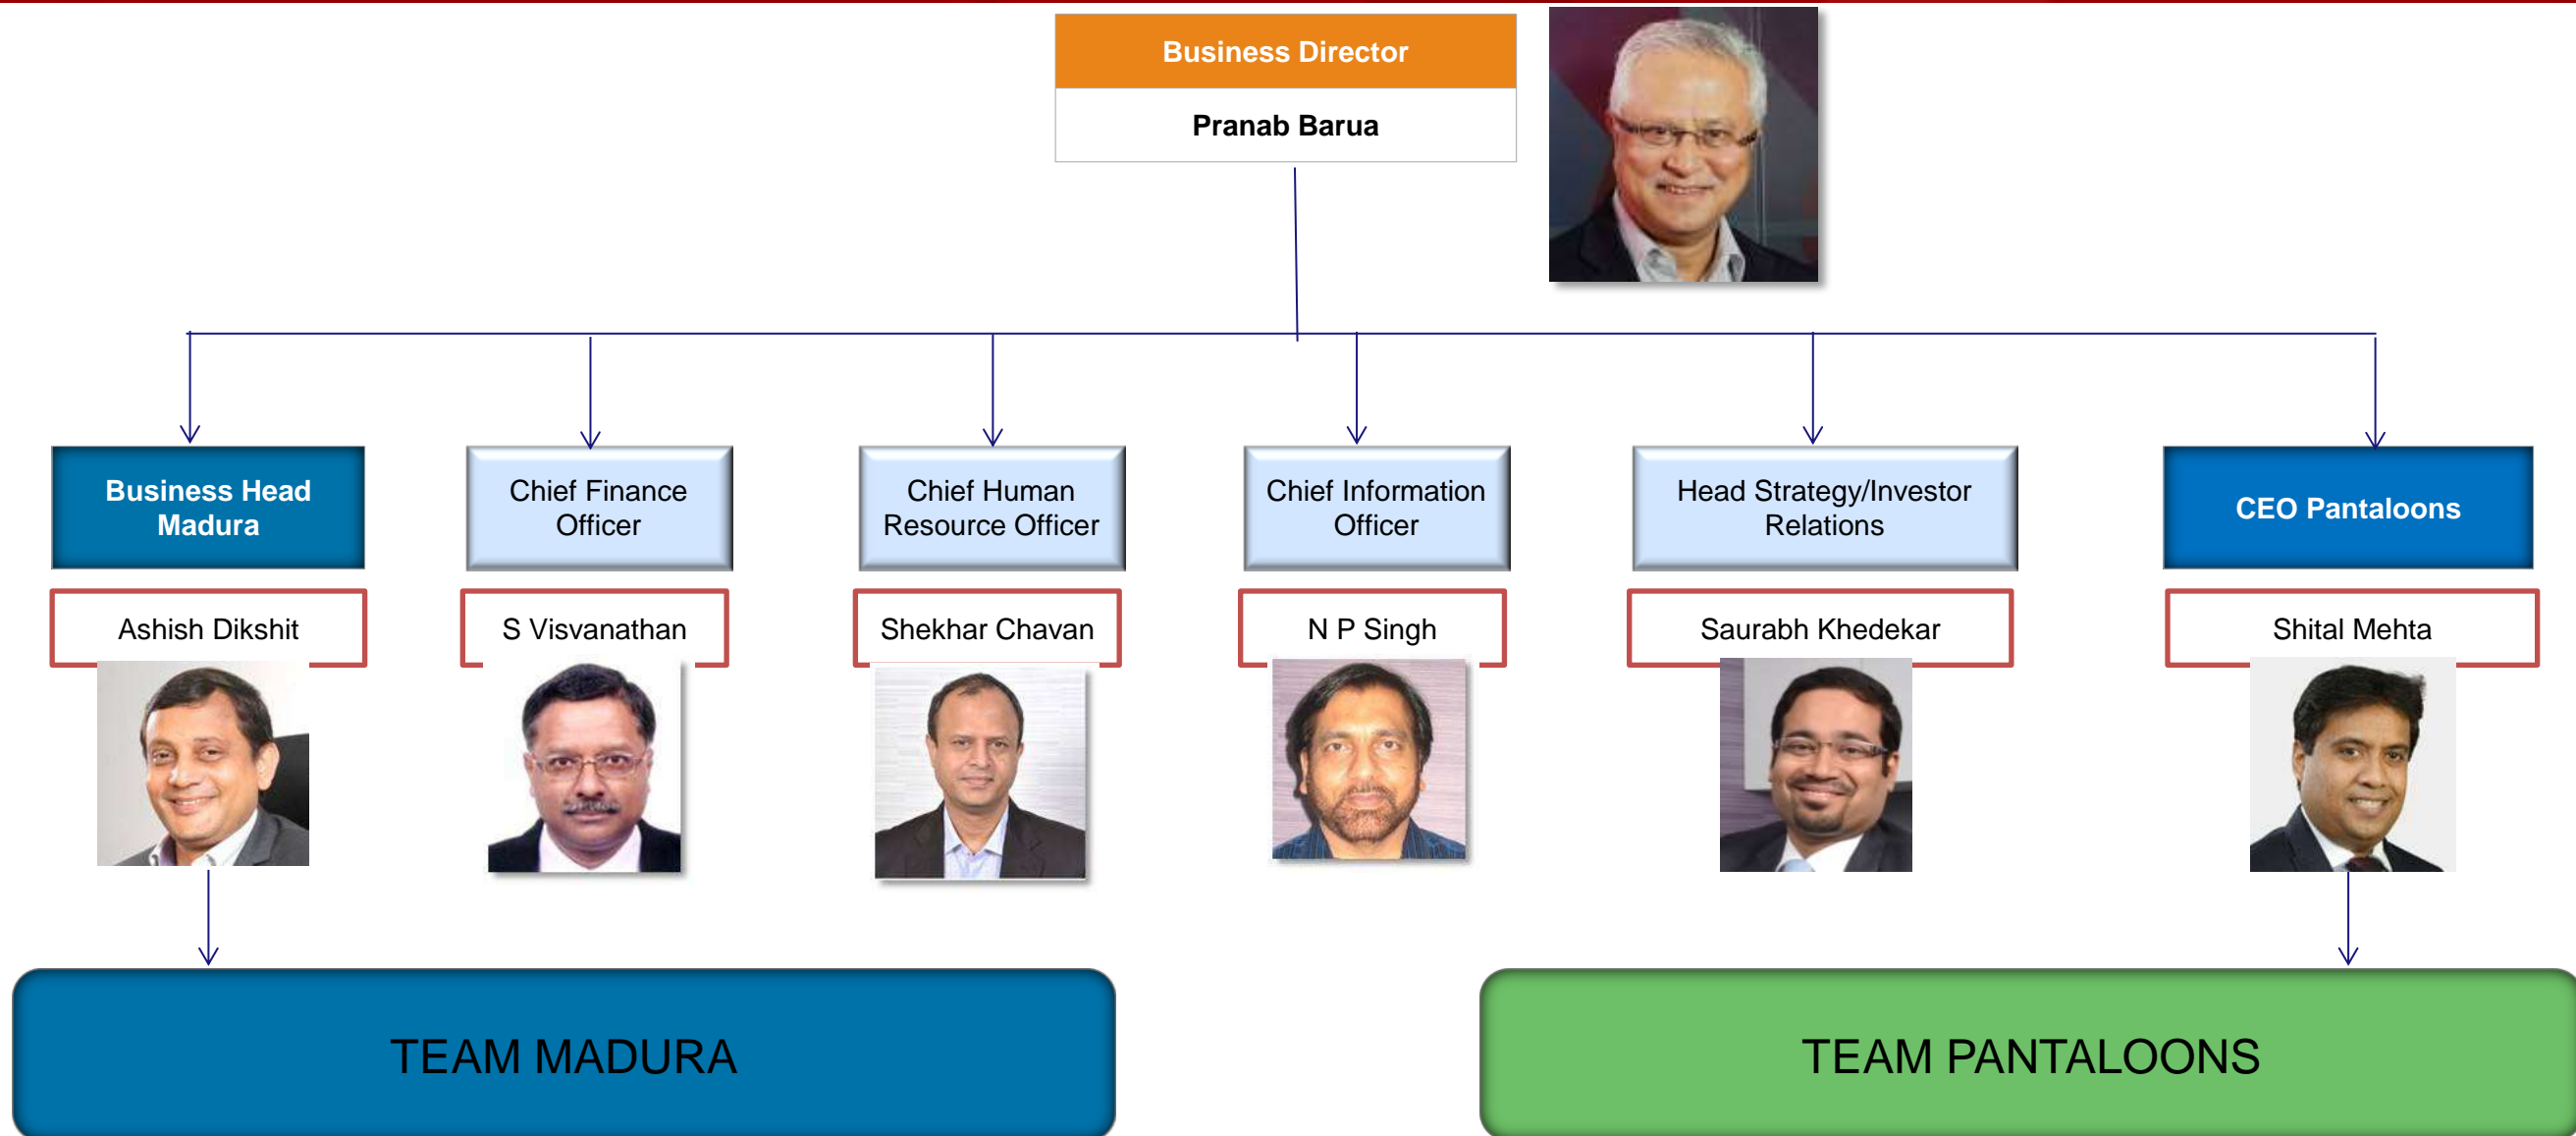 Business Director
Pranab Barua
Business Head
Madura
Chief Finance
Officer
Chief Human
Resource Officer
Chief Information
Officer
Head Strategy/Investor
Relations
CEO Pantaloons
Ashish Dikshit
S Visvanathan
Shekhar Chavan
N P Singh
Saurabh Khedekar
Shital Mehta
TEAM MADURA
TEAM PANTALOONS